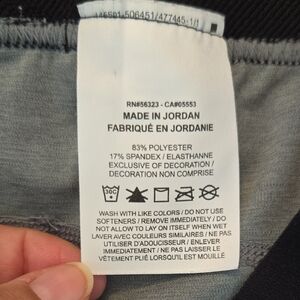 RN#56323 - CA#05553
MADE IN JORDAN
FABRIQUÉ EN JORDANIE
83% POLYESTER
17% SPANDEX / ELASTHANNE
EXCLUSIVE OF DECORATION /
DECORATION NON COMPRISE
30C
WASH WITH LIKE COLORS / DO NOT USE
SOFTENERS / REMOVE IMMEDIATELY / DO
NOT ALLOW TO LAY ON ITSELF WHEN WET
LAVER AVEC COULEURS SIMILAIRES / NE PAS
UTILISER D'ADOUCISSEUR / ENLEVER
IMMÉDIATEMENT / NE PAS LAISSER LE
VÊTEMENT PLIÉ LORSQU'IL EST MOUILLÉ